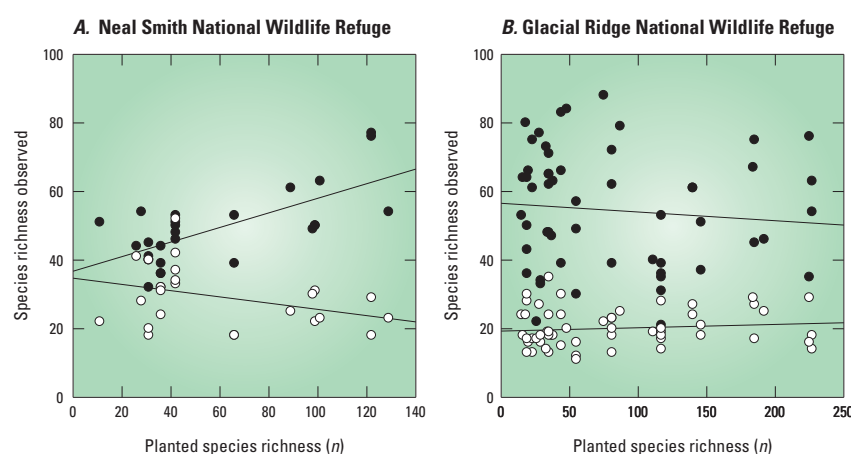 A. Neal Smith National Wildlife Refuge
Species richness observed
100
80
60
40
20
0
0 20 40 60 80 100 120 140
Planted species richness (n)
B. Glacial Ridge National Wildlife Refuge
Species richness observed
100
80
60
40
20
0
0 50 100 150 200 250
Planted species richness (n)